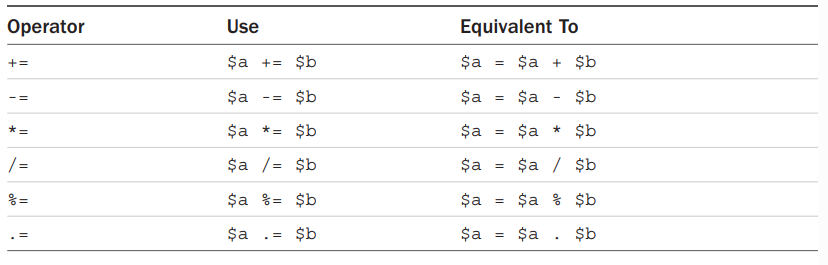 Operator Use Equivalent To
+= $a += $b $a = $a + $b
-= $a -= $b $a = $a - $b
*= $a *= $b $a = $a * $b
/= $a /= $b $a = $a / $b
%= $a %= $b $a = $a % $b
.= $a .= $b $a = $a . $b